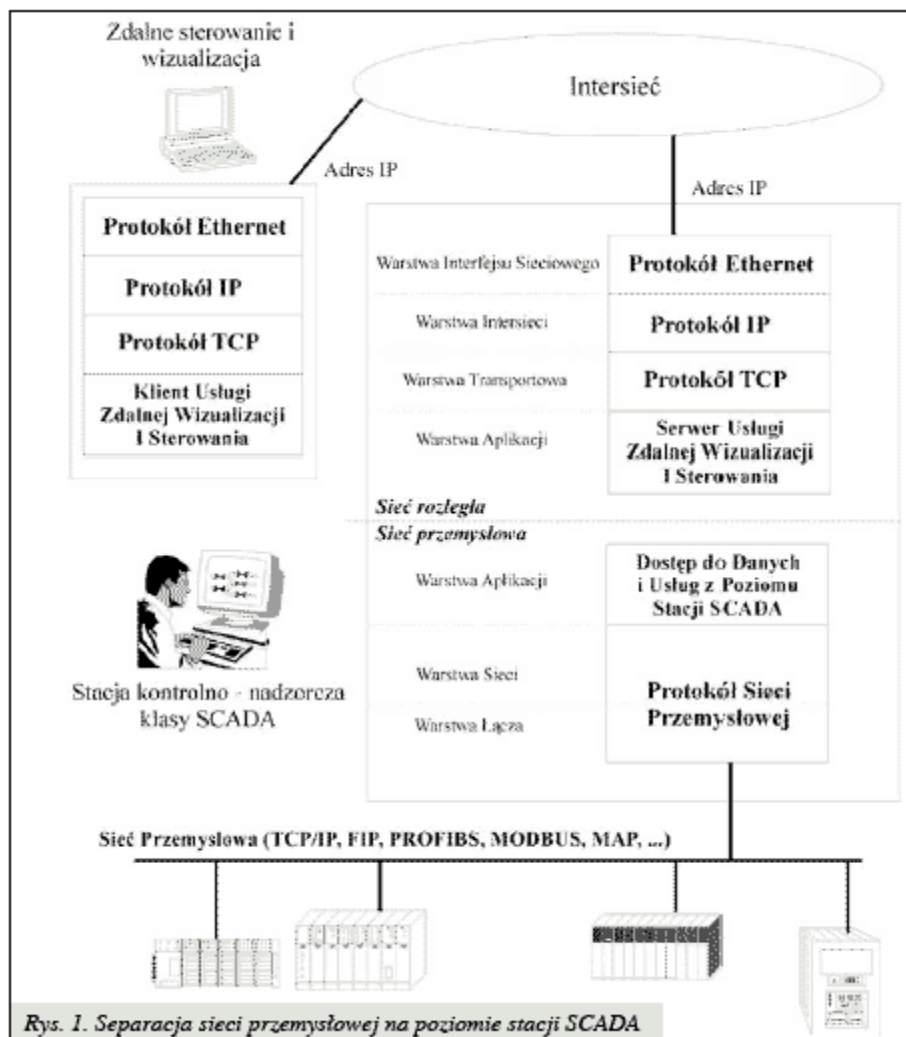 Zdalne sterowanie i
wizualizacja
Intersieć
Adres IP
Adres IP
Protokół Ethernet
Protokół IP
Protokół TCP
Klient Usługi
Zdalnej Wizualizacji
I Sterowania
Warstwa Interfejsu Sieciowego
Protokół Ethernet
Warstwa Intersieci
Protokół IP
Warstwa Transportowa
Protokół TCP
Warstwa Aplikacji
Serwer Usługi
Zdalnej Wizualizacji
I Sterowania
Sieć rozległa
Sieć przemysłowa
Warstwa Aplikacji
Dostęp do Danych
i Usług z Poziomu
Stacji SCADA
Stacja kontrolno - nadzorcza
klasy SCADA
Warstwa Sieci
Warstwa Łącza
Protokół Sieci
Przemysłowej
Sieć Przemysłowa (TCP/IP, FIP, PROFIBS, MODBUS, MAP, ...)
Rys. 1. Separacja sieci przemysłowej na poziomie stacji SCADA